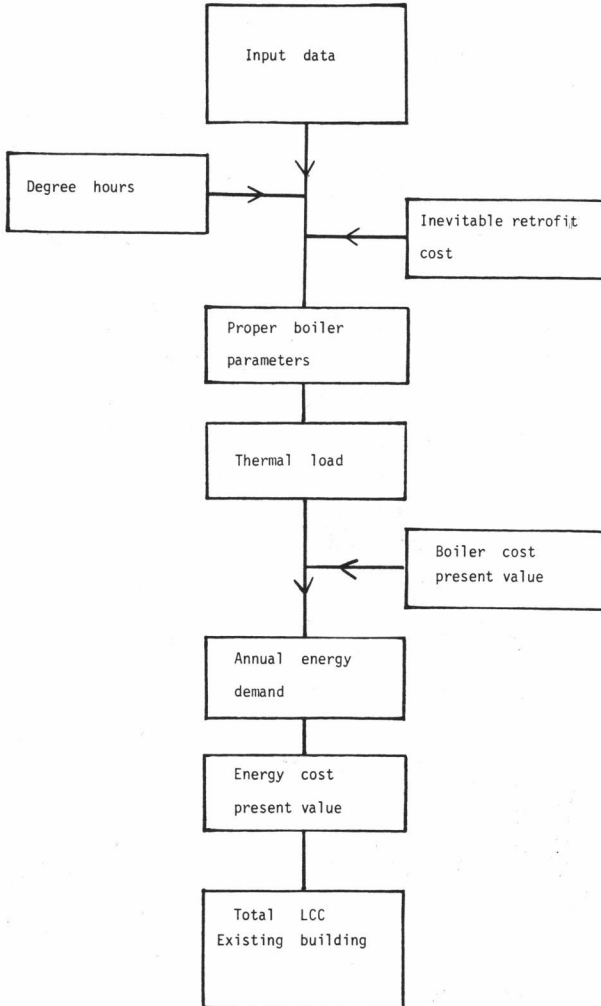 Input data
Degree hours
Inevitable retrofit
cost
Proper boiler
parameters
Thermal load
Boiler cost
present value
Annual energy
demand
Energy cost
present value
Total LCC
Existing building